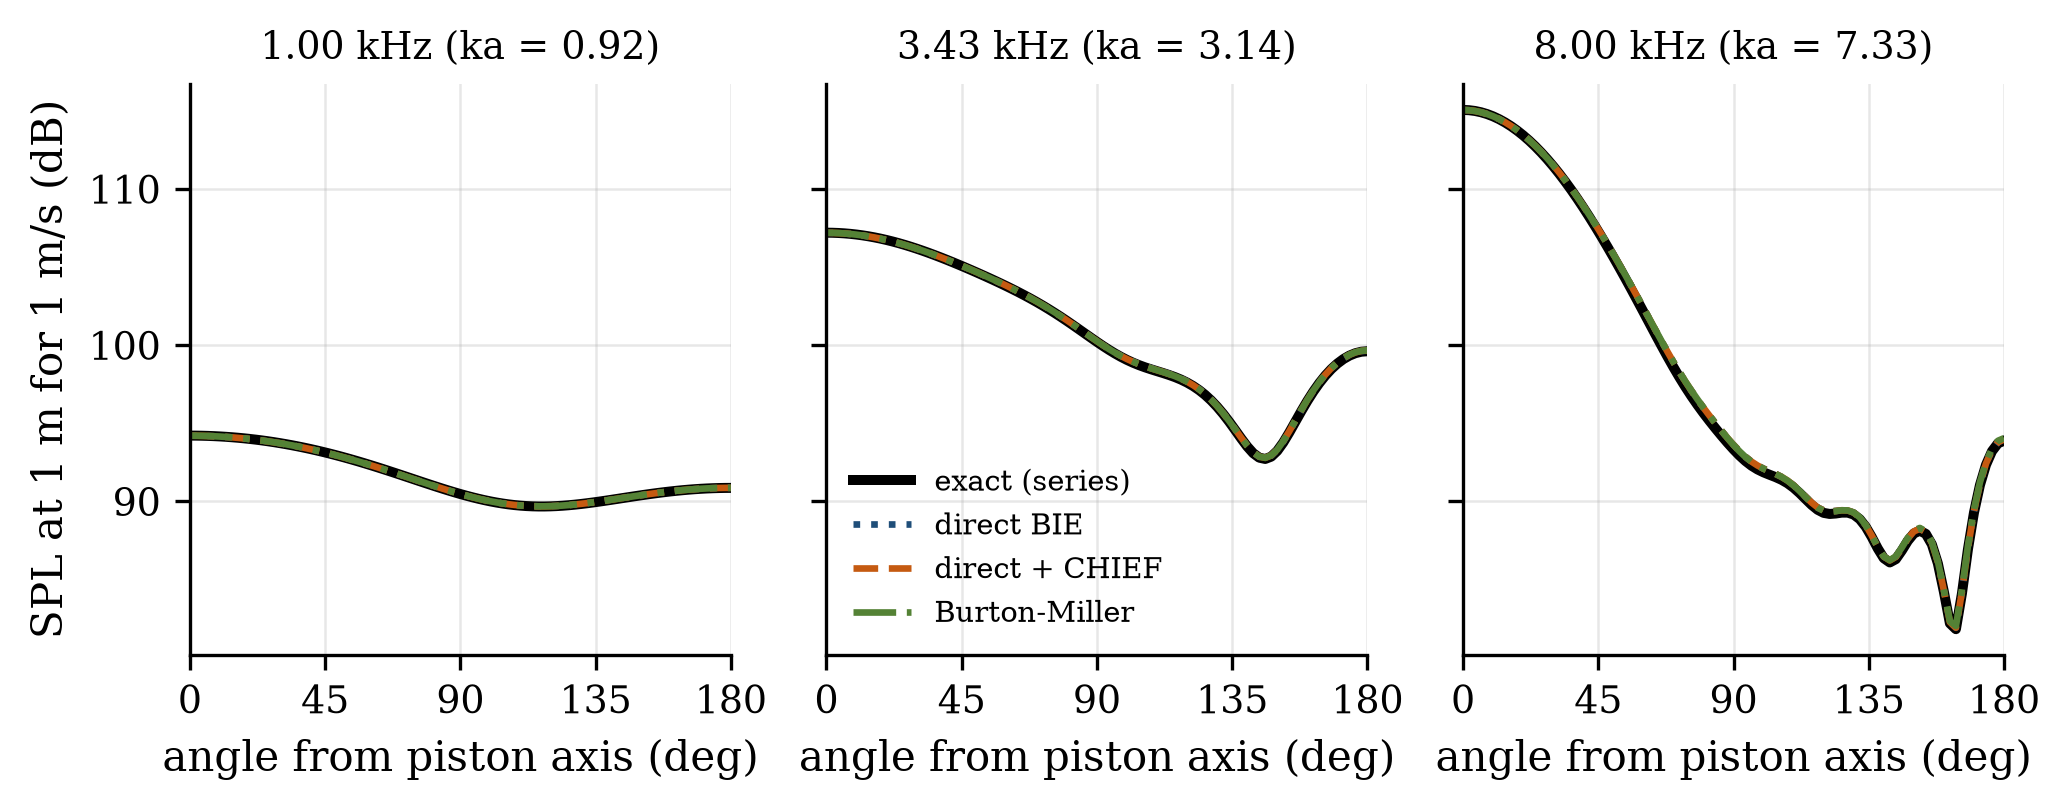 1.00 kHz (ka = 0.92)
3.43 kHz (ka = 3.14)
8.00 kHz (ka = 7.33)
SPL at 1 m for 1 m/s (dB)
110
100
90
exact (series)
direct BIE
direct + CHIEF
Burton-Miller
0 45 90 135 180
0 45 90 135 180
0 45 90 135 180
angle from piston axis (deg)
angle from piston axis (deg)
angle from piston axis (deg)